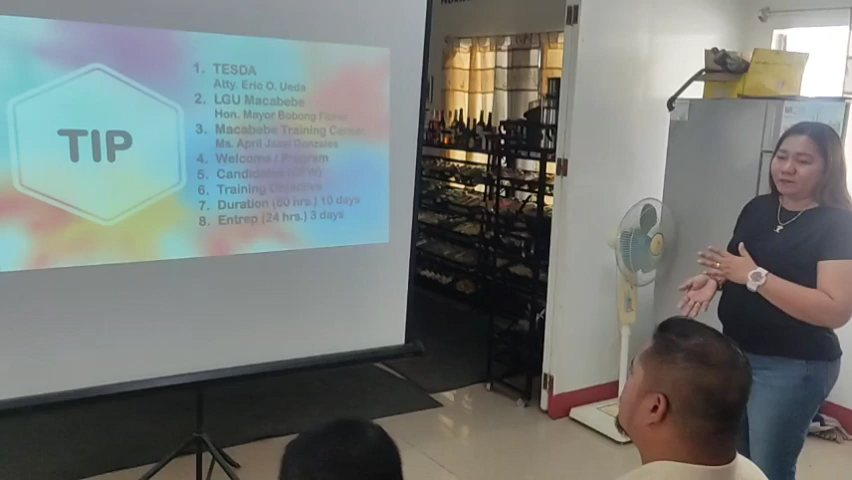 TIP
1. TESDA
Atty. Eric O. Ueda
2. LGU Macabebe
Hon. Mayor Bobong Flores
3. Macabebe Training Center
Ms. April Jazel Gonzales
4. Welcome / Program
5. Candidates
6. Training Objective
7. Duration (80 hrs.) 10 days
8. Entrep (24 hrs.) 3 days